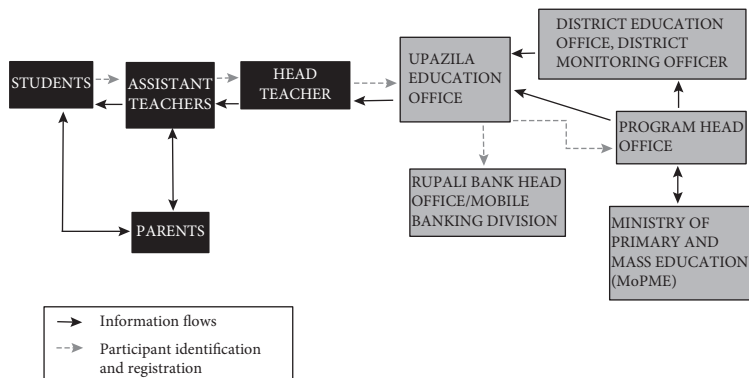 STUDENTS
ASSISTANT
TEACHERS
HEAD
TEACHER
PARENTS
UPAZILA
EDUCATION
OFFICE
DISTRICT EDUCATION
OFFICE, DISTRICT
MONITORING OFFICER
PROGRAM HEAD
OFFICE
RUPALI BANK HEAD
OFFICE/MOBILE
BANKING DIVISION
MINISTRY OF
PRIMARY AND
MASS EDUCATION
(MoPME)
Information flows
Participant identification
and registration